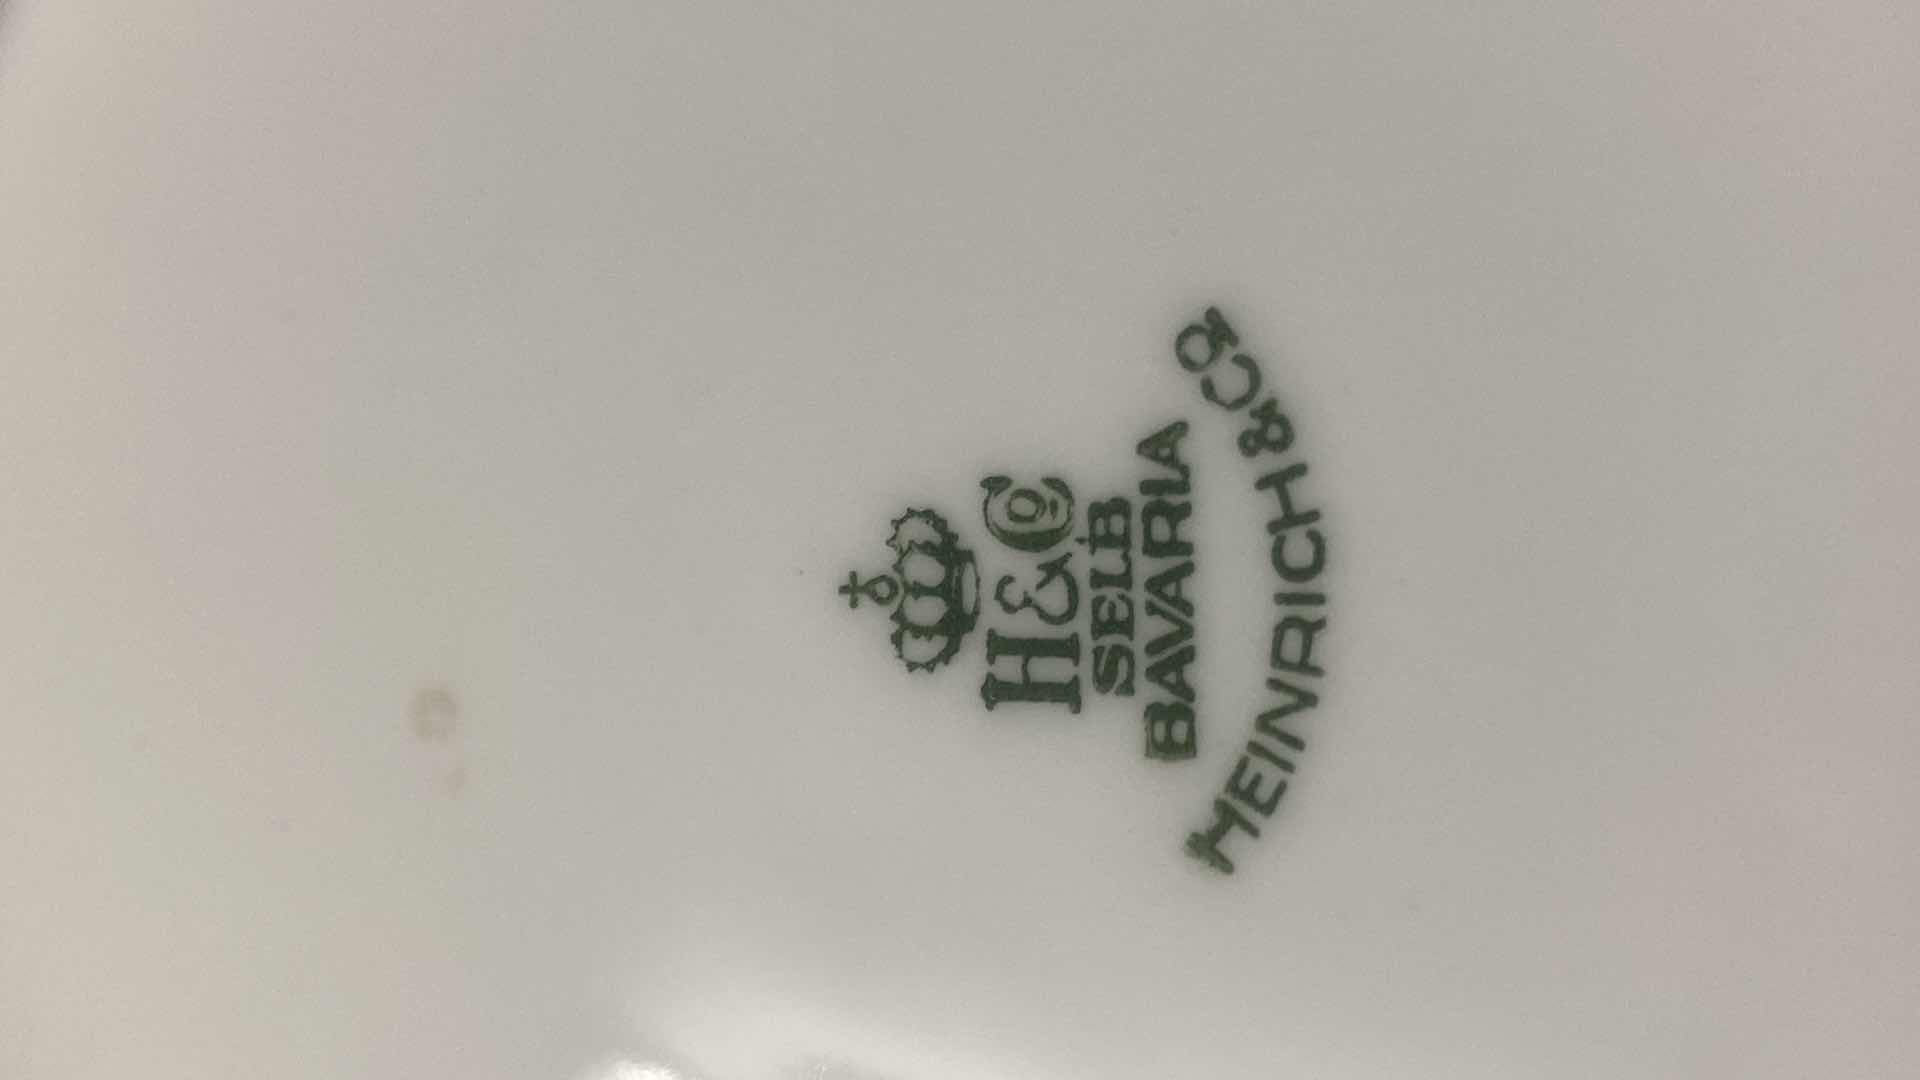 H&Co
SELB
BAVARIA
HEINRICH & Co